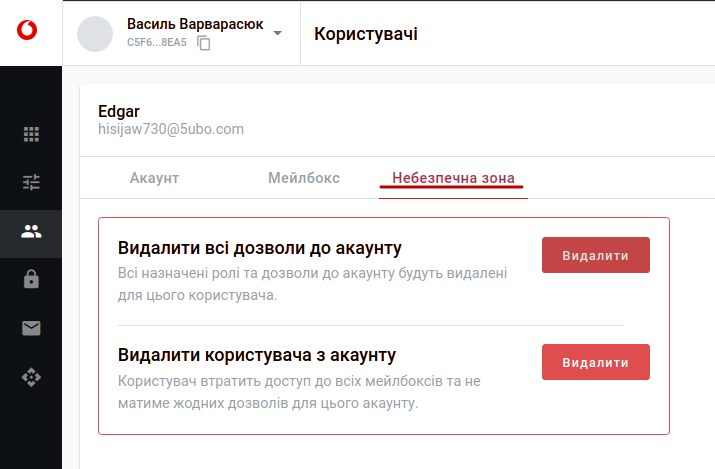 Василь Варварасюк
C5F6...8EA5
Користувачі
Edgar
hisijaw730@5ubo.com
Акаунт
Мейлбокс
Небезпечна зона
Видалити всі дозволи до акаунту
Видалити
Всі назначені ролі та дозволи до акаунту будуть видалені
для цього користувача.
Видалити користувача з акаунту
Видалити
Користувач втратить доступ до всіх мейлбоксів та не
матиме жодних дозволів для цього акаунту.